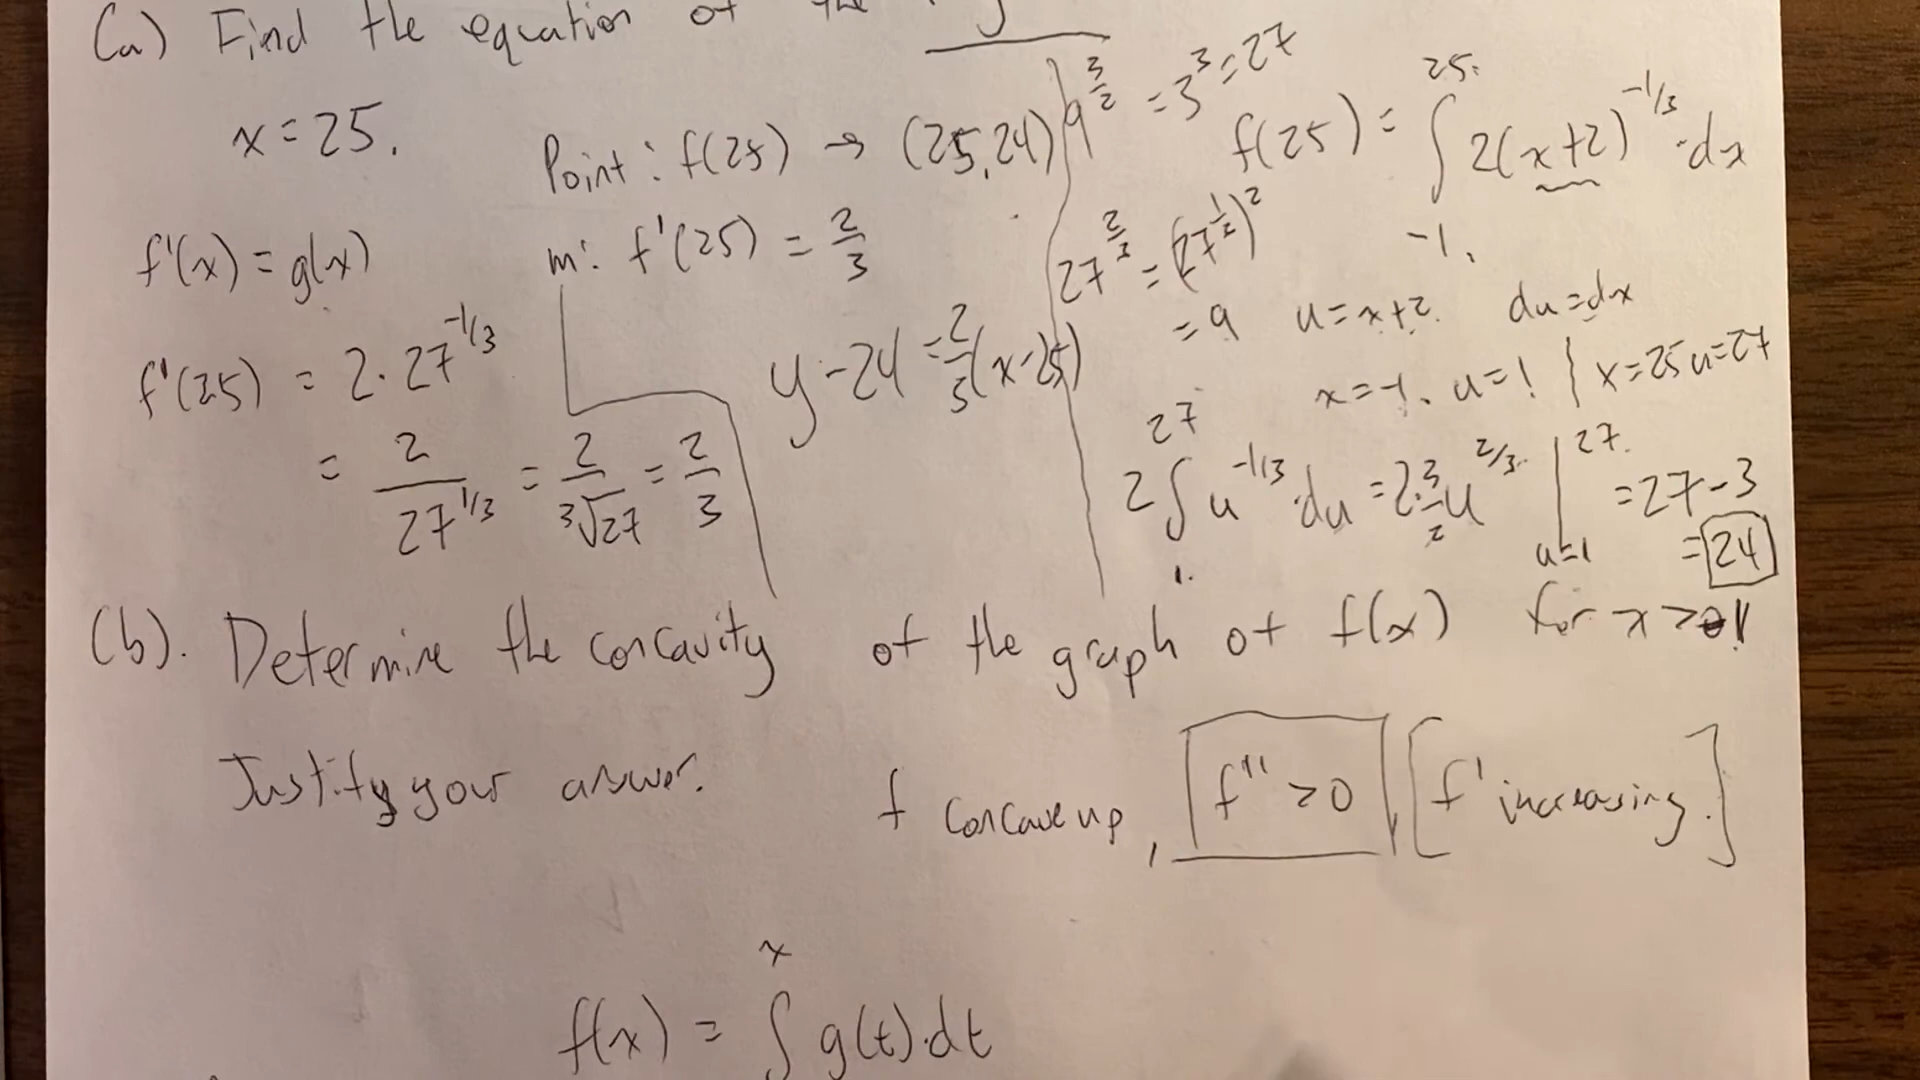 (a) Find the equation of the
x = 25.
Point: f(25) → (25, 24)
f'(x) = g(x)
m: f'(25) = 2/3
f'(25) = 2·27^(-1/3)
= 2/27^(1/3) = 2/∛27 = 2/3
y - 24 = 2/3(x - 25)
9^(3/2) = 3^3 = 27
27^(2/3) = (27^(1/2))^2
= 9
f(25) = ∫_{-1}^{25} 2(x+2)^(-1/3) · dx
u = x+2. du = dx
x = -1. u = 1 | x = 25 u = 27
2∫_{1}^{27} u^(-1/3) · du = 2·3/2 u^(2/3) |_{u=1}^{27} = 27 - 3
= 24
(b). Determine the concavity of the graph of f(x) for x > 1
Justify your answer.
f concave up, f'' > 0, [f' increasing.]
f(x) = ∫^x g(t)·dt